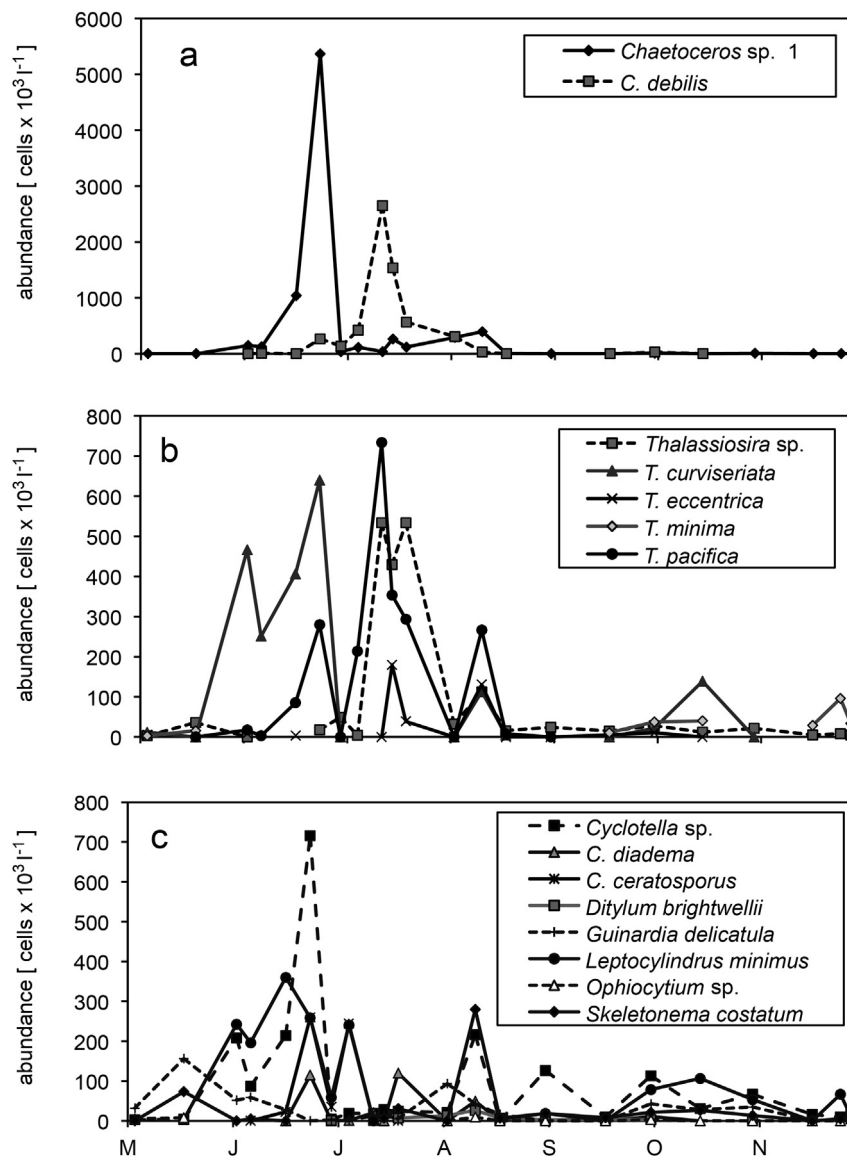 a
abundance [ cells x 10³ l⁻¹ ]
6000
5000
4000
3000
2000
1000
0
Chaetoceros sp. 1
C. debilis
b
abundance [ cells x 10³ l⁻¹ ]
800
700
600
500
400
300
200
100
0
Thalassiosira sp.
T. curviseriata
T. eccentrica
T. minima
T. pacifica
c
abundance [ cells x 10³ l⁻¹ ]
800
700
600
500
400
300
200
100
0
Cyclotella sp.
C. diadema
C. ceratosporus
Ditylum brightwellii
Guinardia delicatula
Leptocylindrus minimus
Ophiocytium sp.
Skeletonema costatum
M J J A S O N